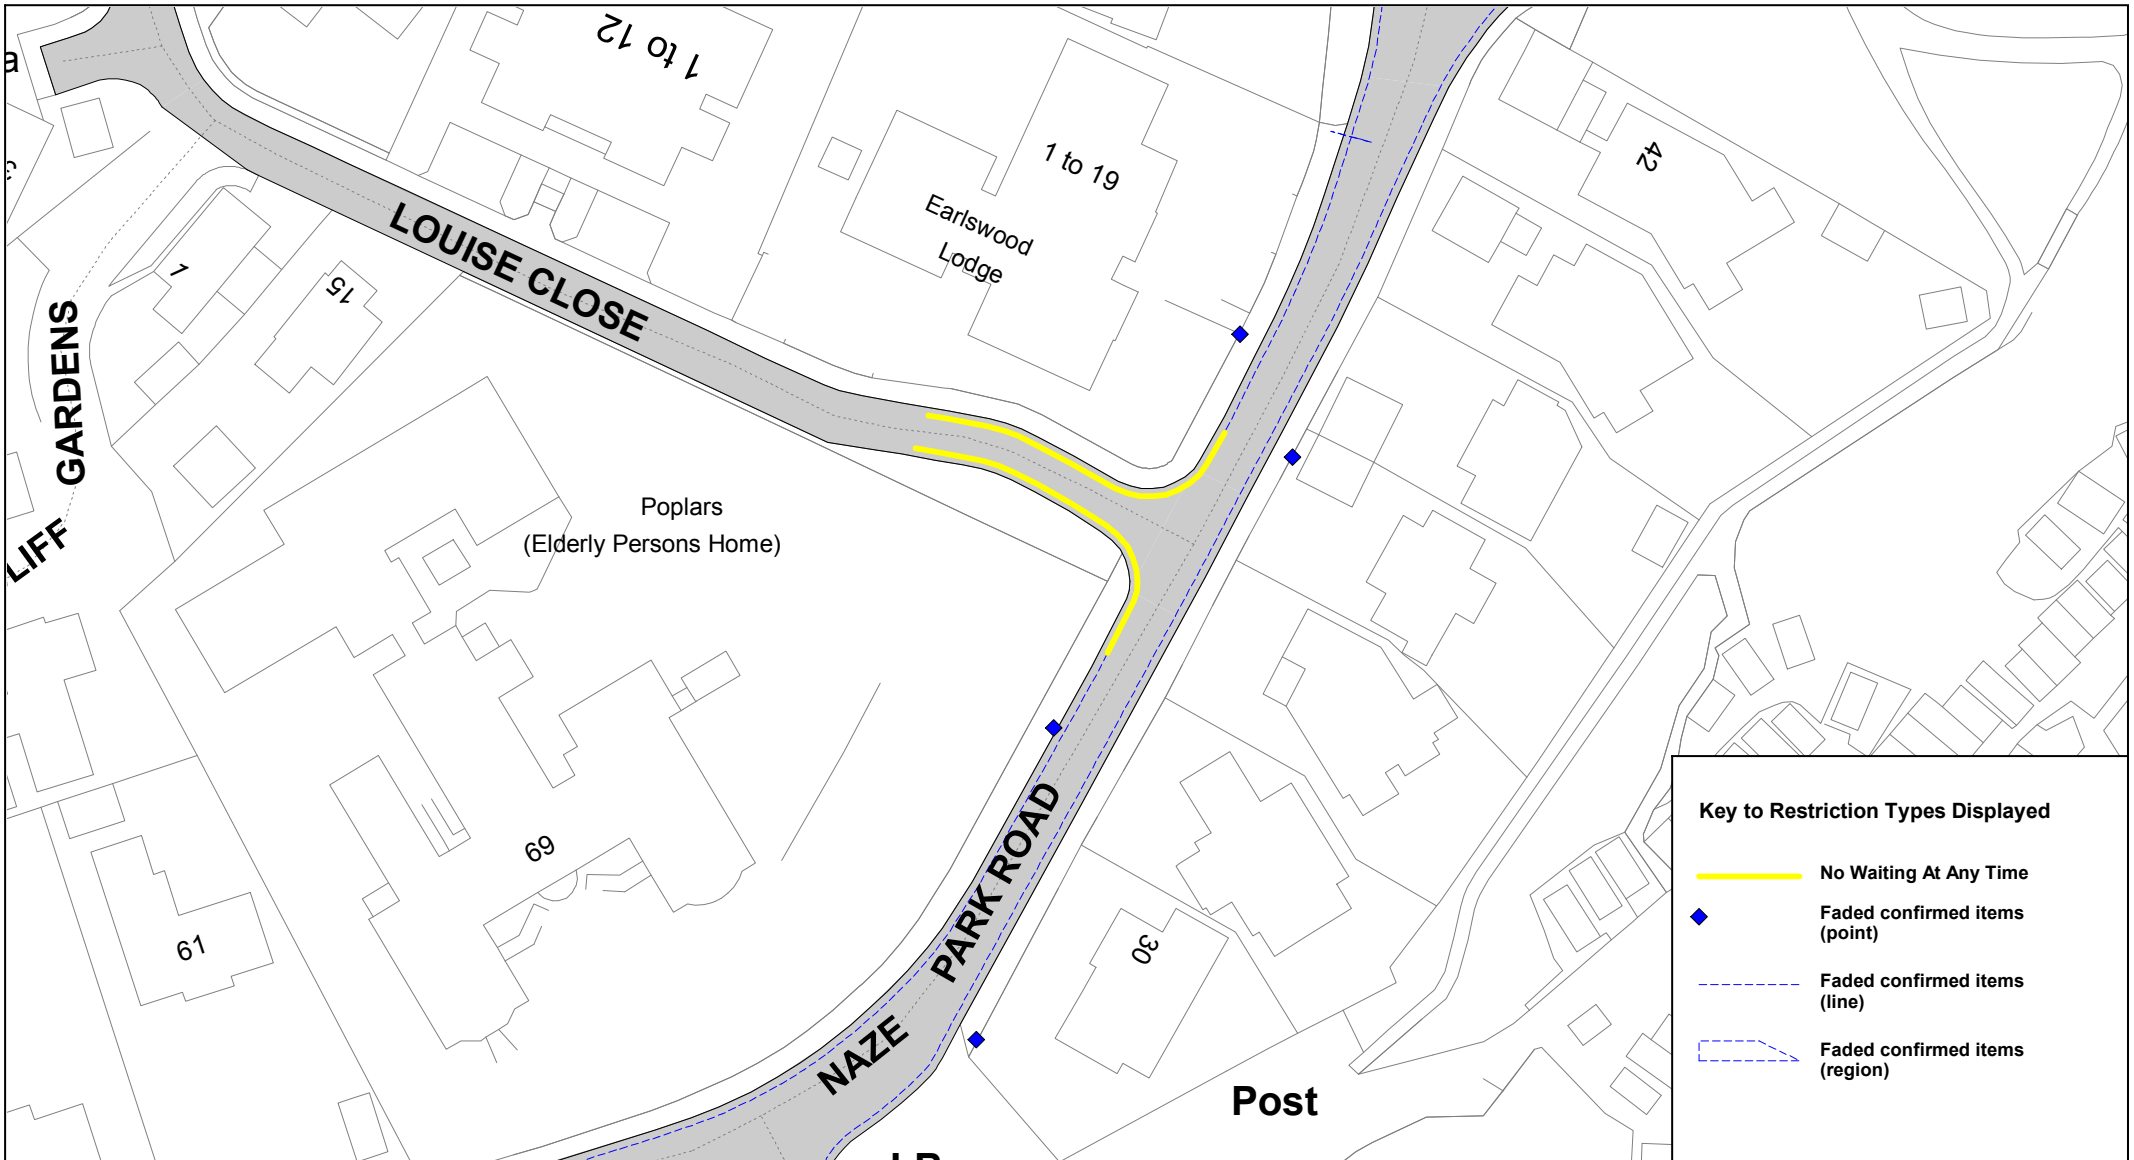 1 to 12
a
1 to 19
42
Earlswood
Lodge
LOUISE CLOSE
1
15
GARDENS
Poplars
(Elderly Persons Home)
LIFF
69
61
NAZE PARK ROAD
30
Post
Key to Restriction Types Displayed
No Waiting At Any Time
Faded confirmed items
(point)
Faded confirmed items
(line)
Faded confirmed items
(region)